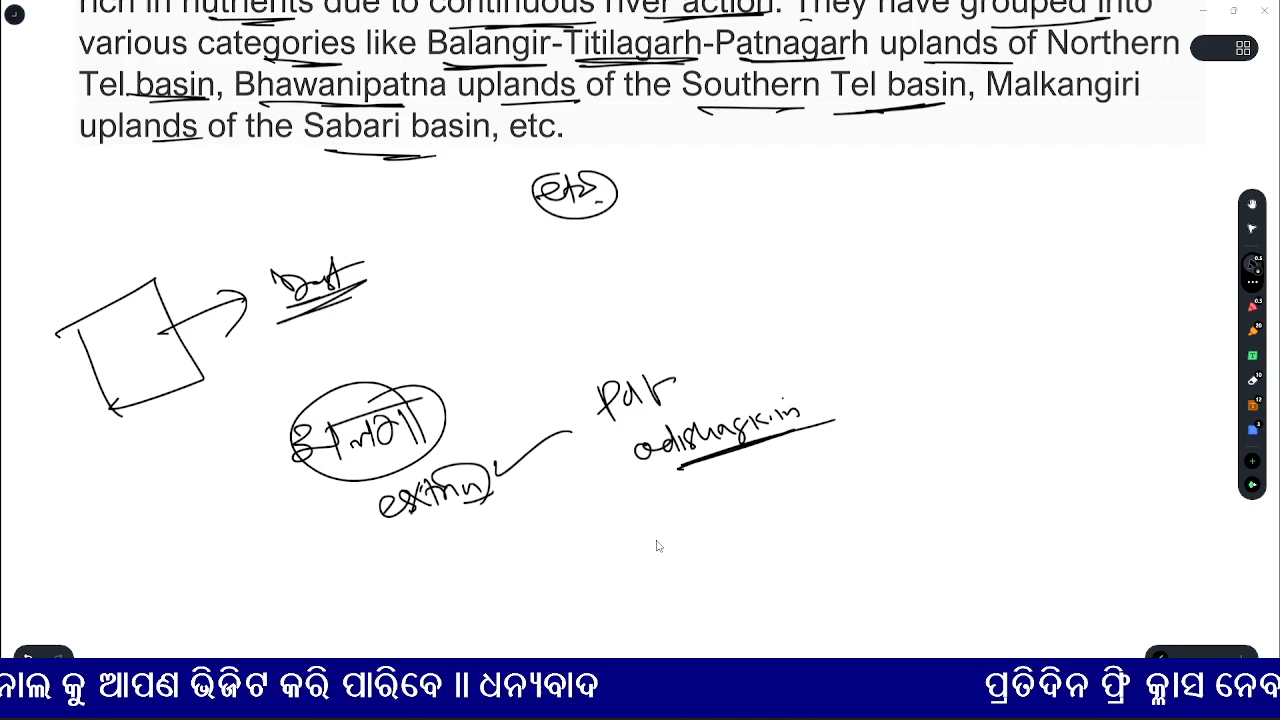 rich in nutrients due to continuous river action. They have grouped into
various categories like Balangir-Titilagarh-Patnagarh uplands of Northern
Tel basin, Bhawanipatna uplands of the Southern Tel basin, Malkangiri
uplands of the Sabari basin, etc.
etc.
Pdf
odishagk.in
ନାଲ କୁ ଆପଣ ଭିଜିଟ କରି ପାରିବେ ॥ ଧନ୍ୟବାଦ
ପ୍ରତିଦିନ ଫ୍ରି କ୍ଳାସ ନେବ